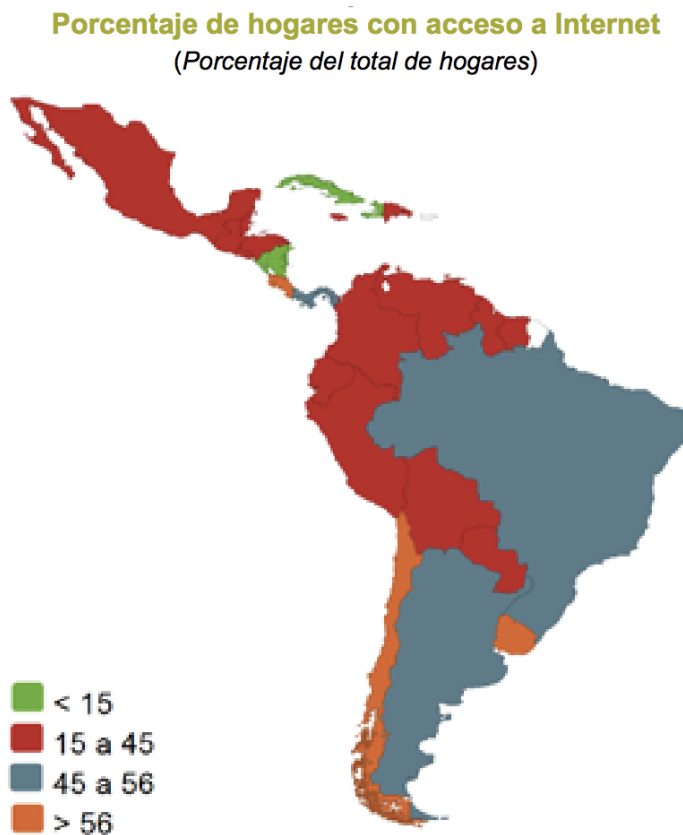 Porcentaje de hogares con acceso a Internet
(Porcentaje del total de hogares)
< 15
15 a 45
45 a 56
> 56